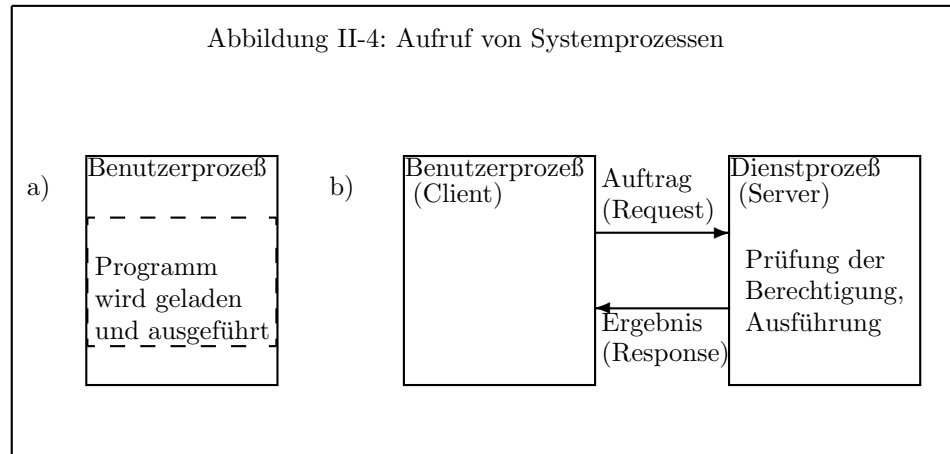 Abbildung II-4: Aufruf von Systemprozessen
a)
Benutzerprozeß
Programm
wird geladen
und ausgeführt
b)
Benutzerprozeß
(Client)
Auftrag
(Request)
Ergebnis
(Response)
Dienstprozeß
(Server)
Prüfung der
Berechtigung,
Ausführung